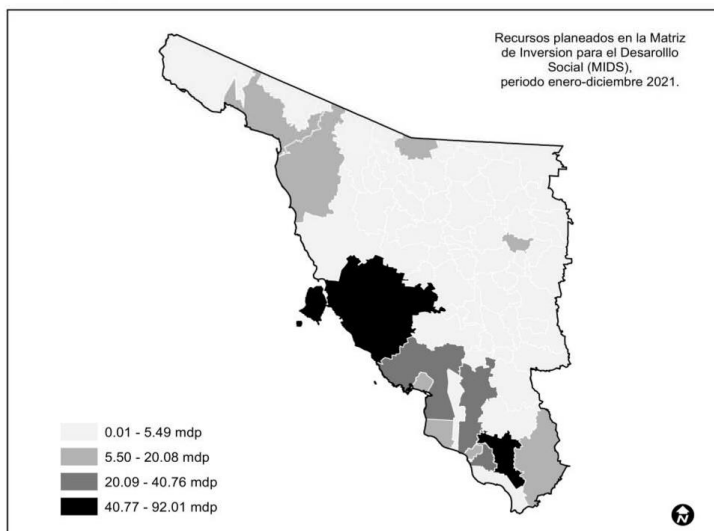 Recursos planeados en la Matriz
de Inversion para el Desarolllo
Social (MIDS),
periodo enero-diciembre 2021.
0.01 - 5.49 mdp
5.50 - 20.08 mdp
20.09 - 40.76 mdp
40.77 - 92.01 mdp
N